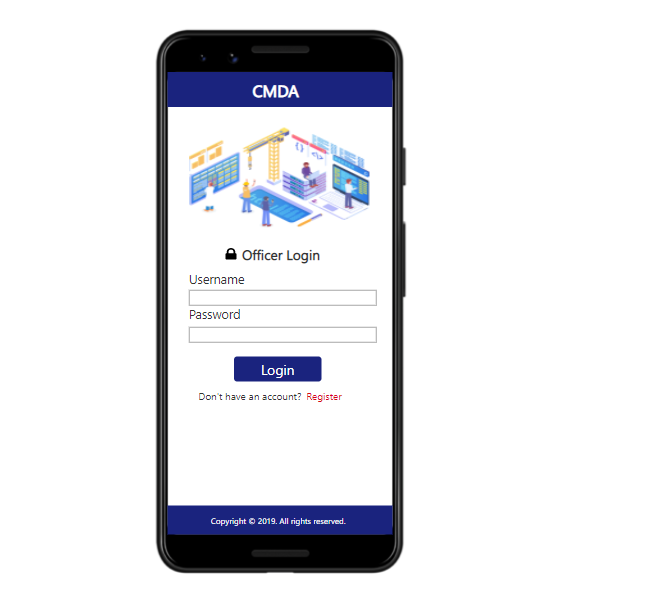 CMDA
Officer Login
Username
Password
Login
Don't have an account? Register
Copyright © 2019. All rights reserved.